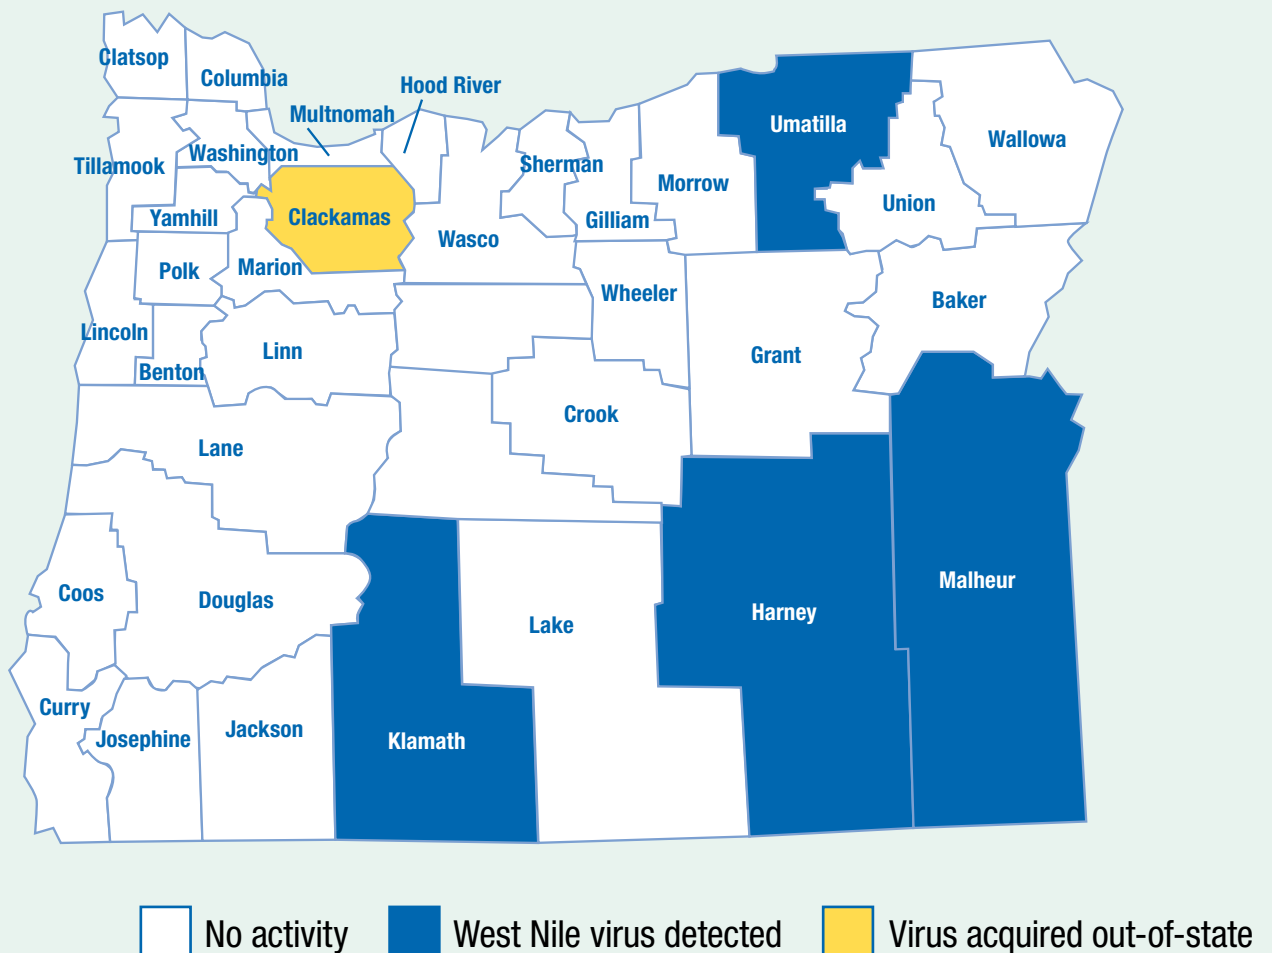 Clatsop
Columbia
Hood River
Multnomah
Umatilla
Wallowa
Washington
Tillamook
Sherman
Morrow
Union
Yamhill
Clackamas
Gilliam
Wasco
Polk
Marion
Wheeler
Baker
Lincoln
Linn
Grant
Benton
Crook
Lane
Malheur
Coos
Douglas
Harney
Lake
Curry
Josephine
Jackson
Klamath
No activity
West Nile virus detected
Virus acquired out-of-state